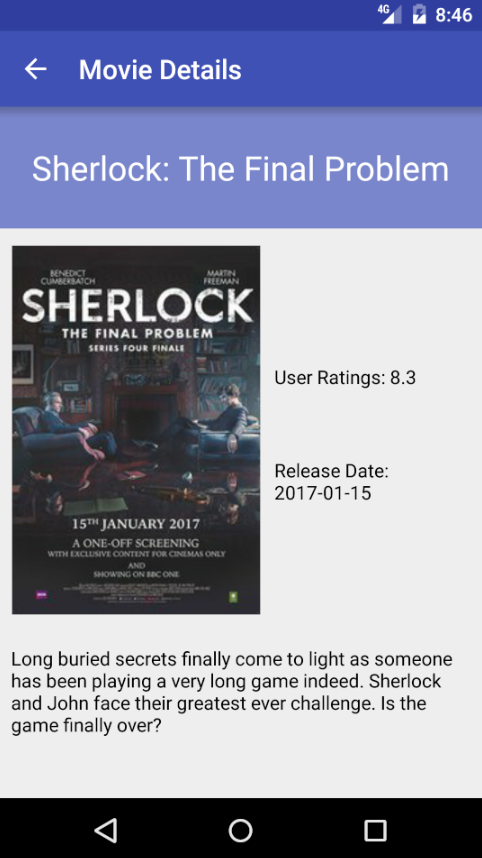 4G 8:46
Movie Details
Sherlock: The Final Problem
BENEDICT MARTIN
CUMBERBATCH FREEMAN
SHERLOCK
THE FINAL PROBLEM
SERIES FOUR FINALE
15TH JANUARY 2017
A ONE-OFF SCREENING
WITH EXCLUSIVE CONTENT FOR CINEMAS ONLY
AND
SHOWING ON BBC ONE
User Ratings: 8.3
Release Date:
2017-01-15
Long buried secrets finally come to light as someone
has been playing a very long game indeed. Sherlock
and John face their greatest ever challenge. Is the
game finally over?